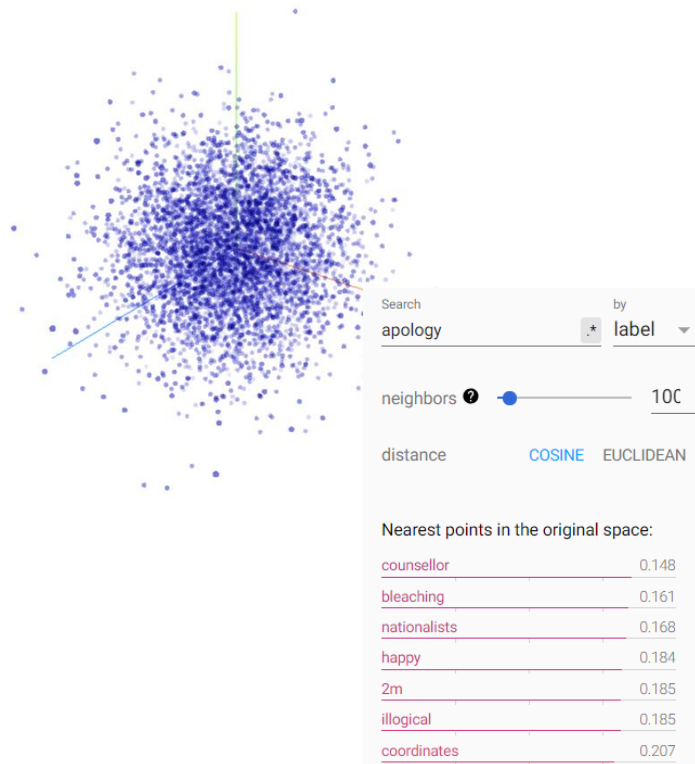 Search by
apology .* label
neighbors ? 100
distance COSINE EUCLIDEAN
Nearest points in the original space:
counsellor 0.148
bleaching 0.161
nationalists 0.168
happy 0.184
2m 0.185
illogical 0.185
coordinates 0.207